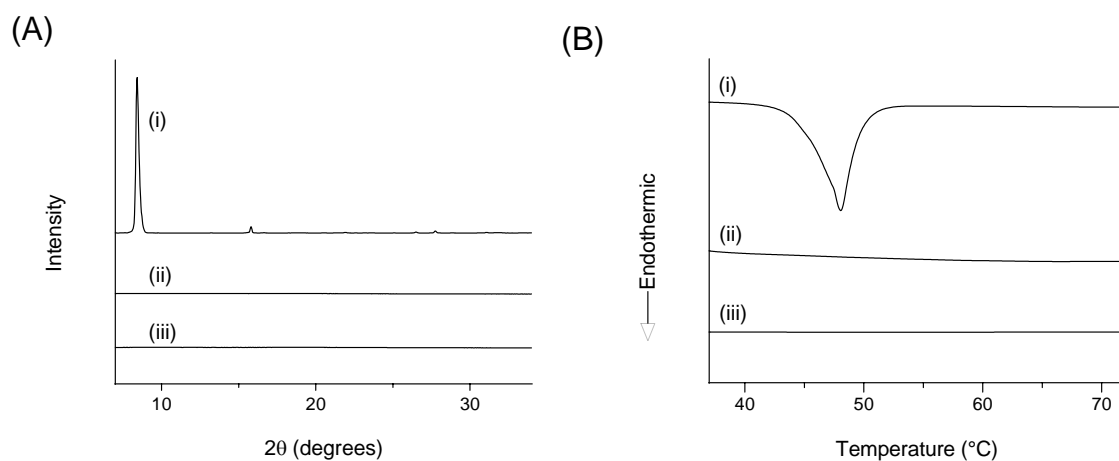 (A)
(i)
(ii)
(iii)
Intensity
10
20
30
2θ (degrees)
(B)
(i)
(ii)
(iii)
Endothermic
40
50
60
70
Temperature (°C)